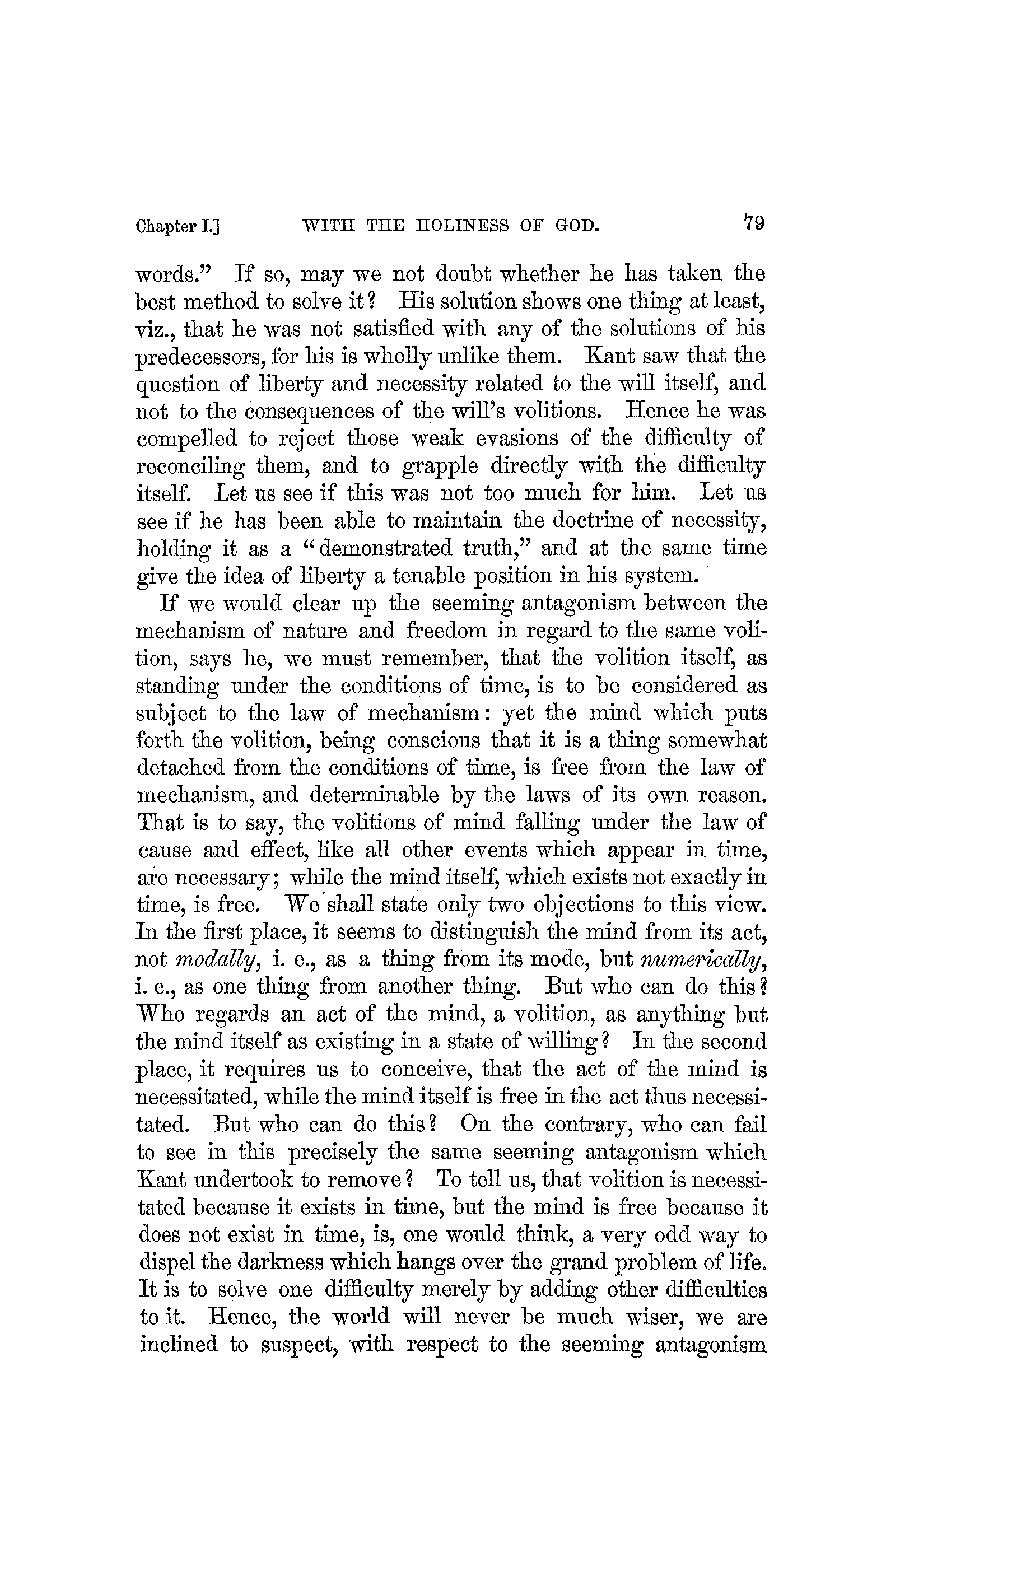 Chapter I.] WITH THE HOLINESS OF GOD. 79
words." If so, may we not doubt whether he has taken the
best method to solve it? His solution shows one thing at least,
viz., that he was not satisfied with any of the solutions of his
predecessors, for his is wholly unlike them. Kant saw that the
question of liberty and necessity related to the will itself, and
not to the consequences of the will's volitions. Hence he was
compelled to reject those weak evasions of the difficulty of
reconciling them, and to grapple directly with the difficulty
itself. Let us see if this was not too much for him. Let us
see if he has been able to maintain the doctrine of necessity,
holding it as a "demonstrated truth," and at the same time
give the idea of liberty a tenable position in his system.
If we would clear up the seeming antagonism between the
mechanism of nature and freedom in regard to the same voli-
tion, says he, we must remember, that the volition itself, as
standing under the conditions of time, is to be considered as
subject to the law of mechanism: yet the mind which puts
forth the volition, being conscious that it is a thing somewhat
detached from the conditions of time, is free from the law of
mechanism, and determinable by the laws of its own reason.
That is to say, the volitions of mind falling under the law of
cause and effect, like all other events which appear in time,
are necessary; while the mind itself, which exists not exactly in
time, is free. We shall state only two objections to this view.
In the first place, it seems to distinguish the mind from its act,
not modally, i. e., as a thing from its mode, but numerically,
i. e., as one thing from another thing. But who can do this?
Who regards an act of the mind, a volition, as anything but
the mind itself as existing in a state of willing? In the second
place, it requires us to conceive, that the act of the mind is
necessitated, while the mind itself is free in the act thus necessi-
tated. But who can do this? On the contrary, who can fail
to see in this precisely the same seeming antagonism which
Kant undertook to remove? To tell us, that volition is necessi-
tated because it exists in time, but the mind is free because it
does not exist in time, is, one would think, a very odd way to
dispel the darkness which hangs over the grand problem of life.
It is to solve one difficulty merely by adding other difficulties
to it. Hence, the world will never be much wiser, we are
inclined to suspect, with respect to the seeming antagonism